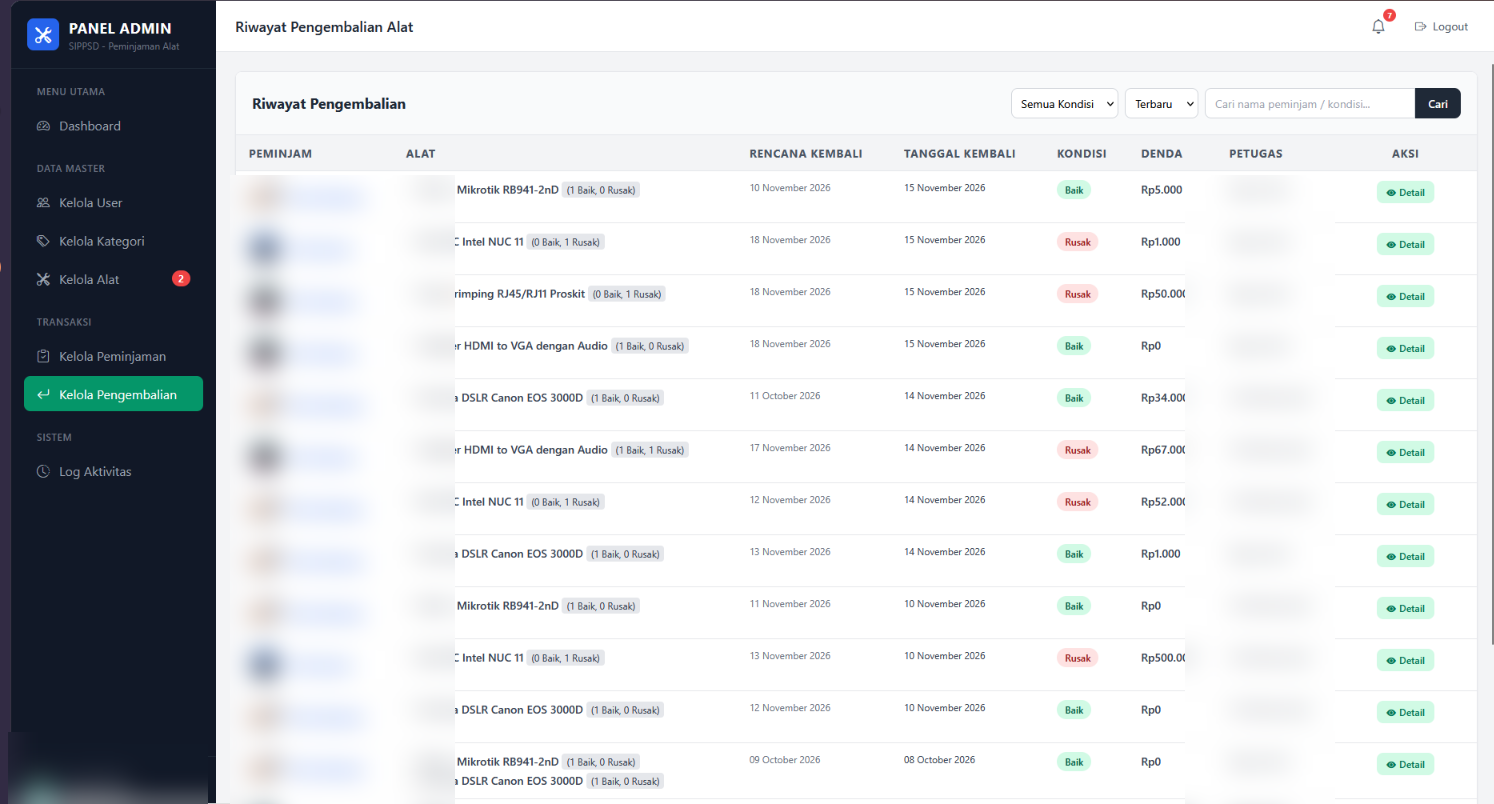 PANEL ADMIN
SIPPSD - Peminjaman Alat
MENU UTAMA
Dashboard
DATA MASTER
Kelola User
Kelola Kategori
Kelola Alat 2
TRANSAKSI
Kelola Peminjaman
Kelola Pengembalian
SISTEM
Log Aktivitas
Riwayat Pengembalian Alat 7 Logout
Riwayat Pengembalian Semua Kondisi Terbaru Cari nama peminjam / kondisi... Cari
PEMINJAM ALAT RENCANA KEMBALI TANGGAL KEMBALI KONDISI DENDA PETUGAS AKSI
Mikrotik RB941-2nD (1 Baik, 0 Rusak) 10 November 2026 15 November 2026 Baik Rp5.000 Detail
Intel NUC 11 (0 Baik, 1 Rusak) 18 November 2026 15 November 2026 Rusak Rp1.000 Detail
rimping RJ45/RJ11 Proskit (0 Baik, 1 Rusak) 18 November 2026 15 November 2026 Rusak Rp50.000 Detail
er HDMI to VGA dengan Audio (1 Baik, 0 Rusak) 18 November 2026 15 November 2026 Baik Rp0 Detail
DSLR Canon EOS 3000D (1 Baik, 0 Rusak) 11 October 2026 14 November 2026 Baik Rp34.000 Detail
er HDMI to VGA dengan Audio (1 Baik, 1 Rusak) 17 November 2026 14 November 2026 Rusak Rp67.000 Detail
Intel NUC 11 (0 Baik, 1 Rusak) 12 November 2026 14 November 2026 Rusak Rp52.000 Detail
DSLR Canon EOS 3000D (1 Baik, 0 Rusak) 13 November 2026 14 November 2026 Baik Rp1.000 Detail
Mikrotik RB941-2nD (1 Baik, 0 Rusak) 11 November 2026 10 November 2026 Baik Rp0 Detail
Intel NUC 11 (0 Baik, 1 Rusak) 13 November 2026 10 November 2026 Rusak Rp500.00 Detail
DSLR Canon EOS 3000D (1 Baik, 0 Rusak) 12 November 2026 10 November 2026 Baik Rp0 Detail
Mikrotik RB941-2nD (1 Baik, 0 Rusak) 09 October 2026 08 October 2026 Baik Rp0 Detail
DSLR Canon EOS 3000D (1 Baik, 0 Rusak)